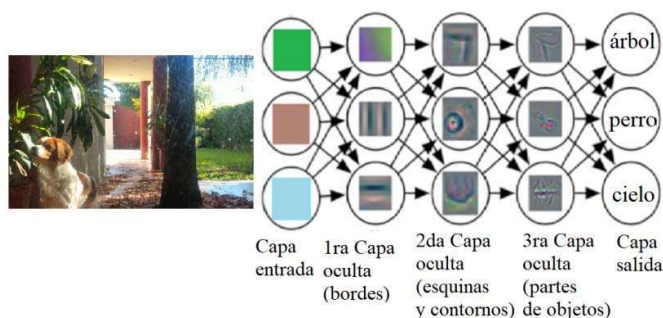 árbol
perro
cielo
Capa
entrada
1ra Capa
oculta
(bordes)
2da Capa
oculta
(esquinas
y contornos)
3ra Capa
oculta
(partes
de objetos)
Capa
salida